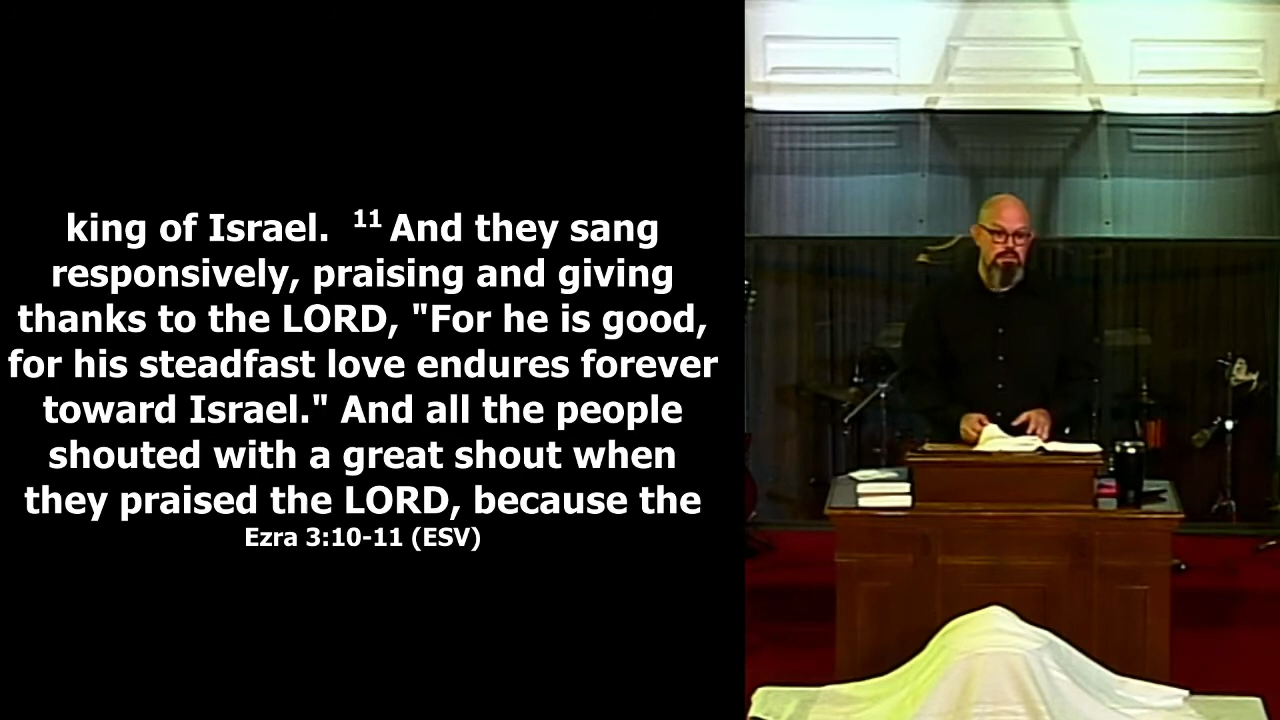 king of Israel. 11 And they sang
responsively, praising and giving
thanks to the LORD, "For he is good,
for his steadfast love endures forever
toward Israel." And all the people
shouted with a great shout when
they praised the LORD, because the
Ezra 3:10-11 (ESV)